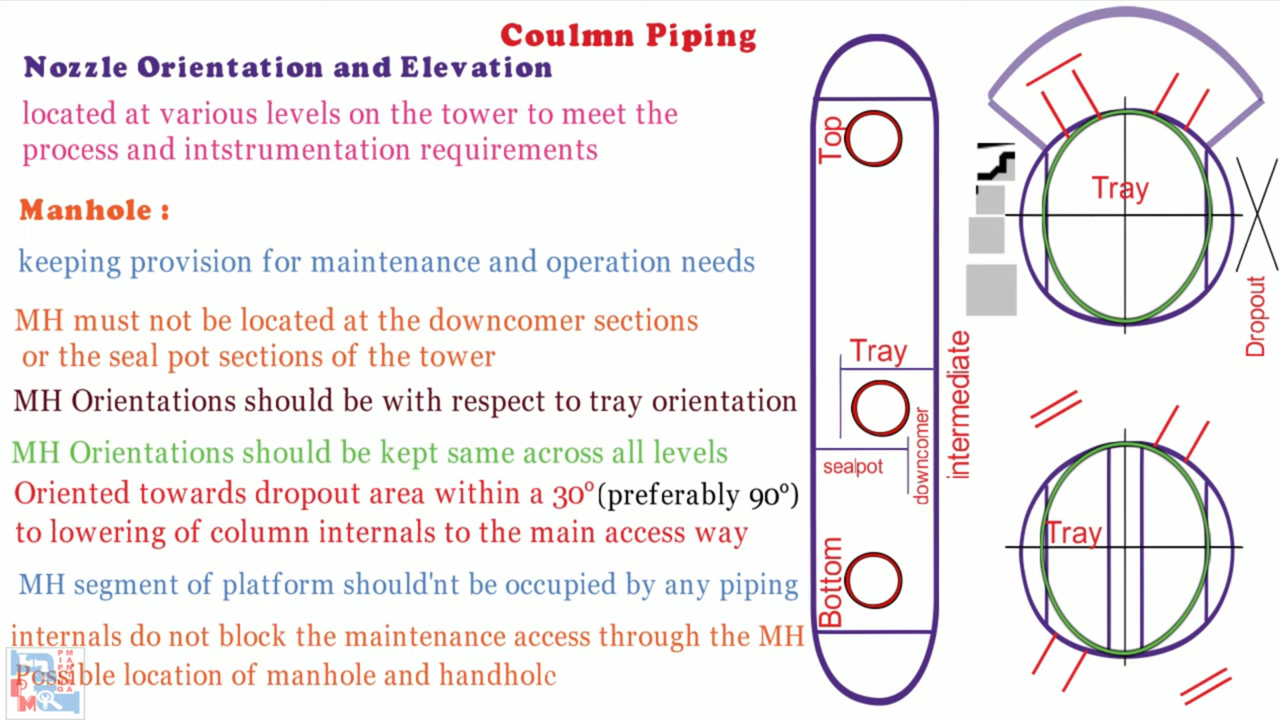 Coulmn Piping
Nozzle Orientation and Elevation
located at various levels on the tower to meet the
process and intstrumentation requirements
Manhole :
keeping provision for maintenance and operation needs
MH must not be located at the downcomer sections
or the seal pot sections of the tower
MH Orientations should be with respect to tray orientation
MH Orientations should be kept same across all levels
Oriented towards dropout area within a 30° (preferably 90°)
to lowering of column internals to the main access way
MH segment of platform should'nt be occupied by any piping
internals do not block the maintenance access through the MH
Possible location of manhole and handhole
Top
Tray
sealpot
downcomer
intermediate
Bottom
Tray
Dropout
Tray
PIPING
MANTRA
PM